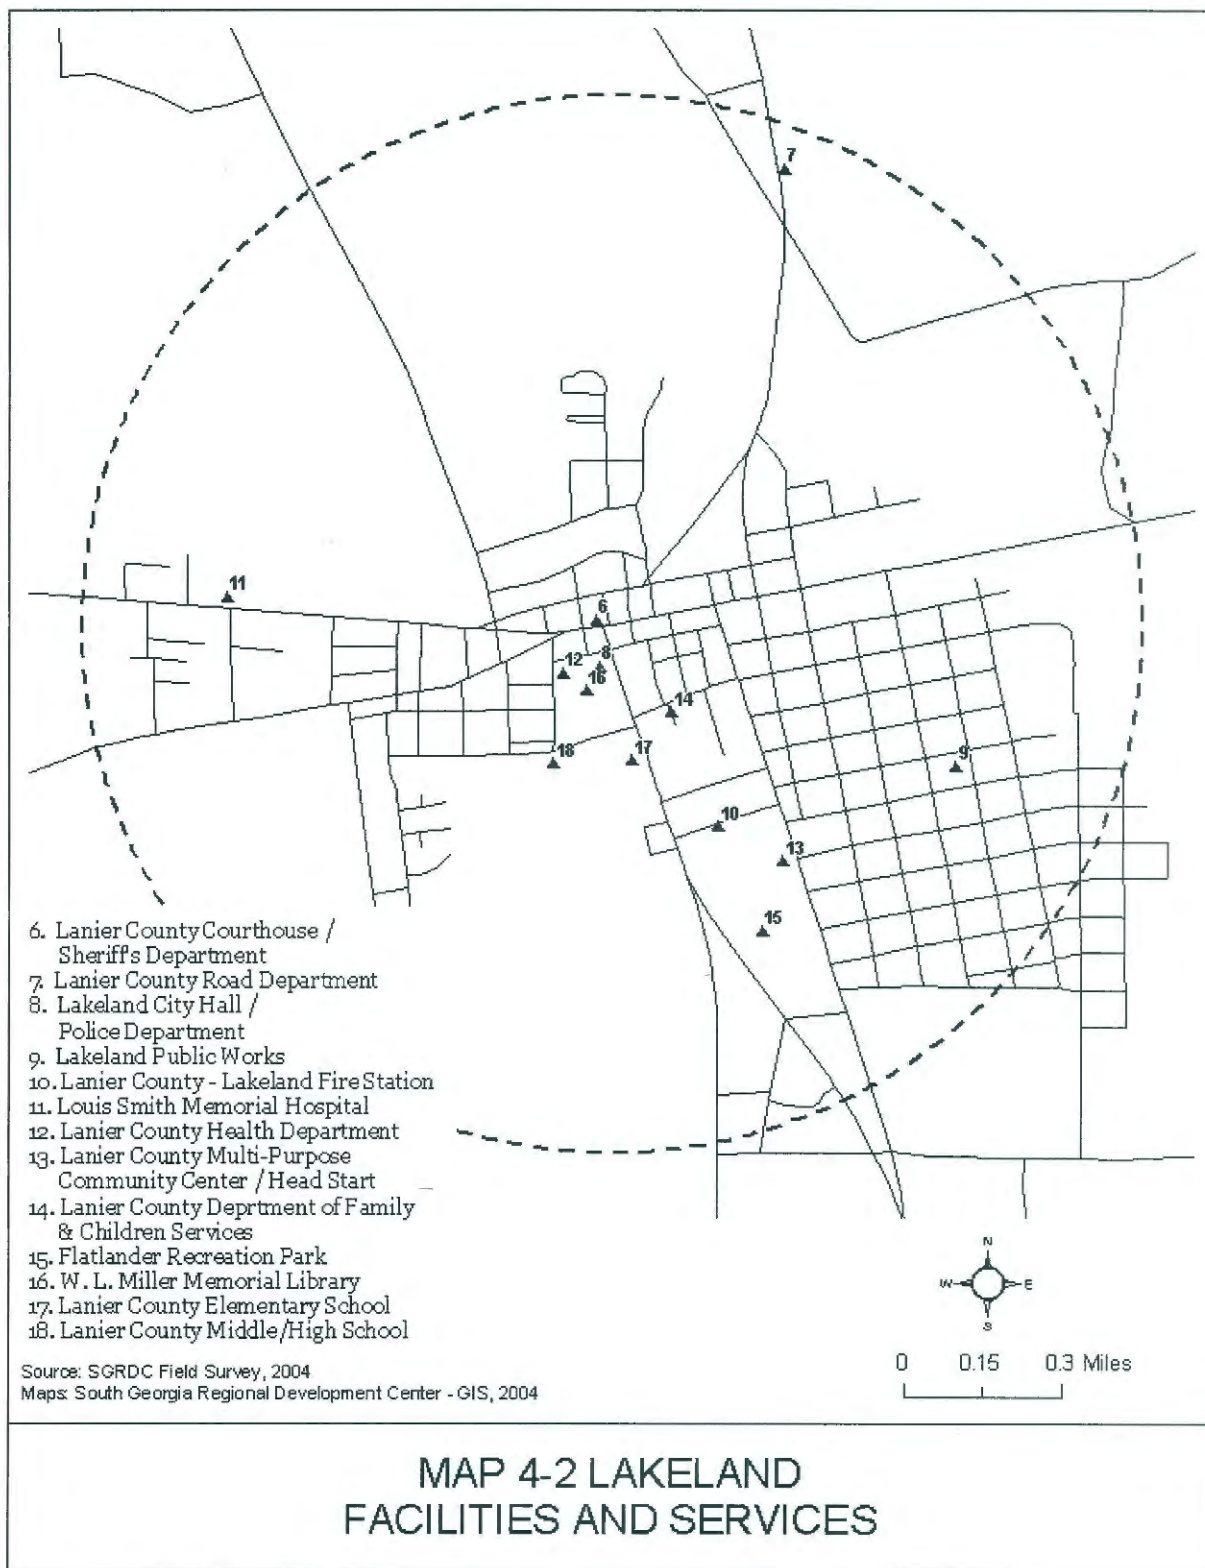 7
11
6
8
12
16
14
18
17
9
10
13
15
6. Lanier County Courthouse /
Sheriff's Department
7. Lanier County Road Department
8. Lakeland City Hall /
Police Department
9. Lakeland Public Works
10. Lanier County - Lakeland Fire Station
11. Louis Smith Memorial Hospital
12. Lanier County Health Department
13. Lanier County Multi-Purpose
Community Center / Head Start
14. Lanier County Deprtment of Family
& Children Services
15. Flatlander Recreation Park
16. W. L. Miller Memorial Library
17. Lanier County Elementary School
18. Lanier County Middle/High School
N
W E
S
0 0.15 0.3 Miles
Source: SGRDC Field Survey, 2004
Maps: South Georgia Regional Development Center - GIS, 2004
MAP 4-2 LAKELAND
FACILITIES AND SERVICES